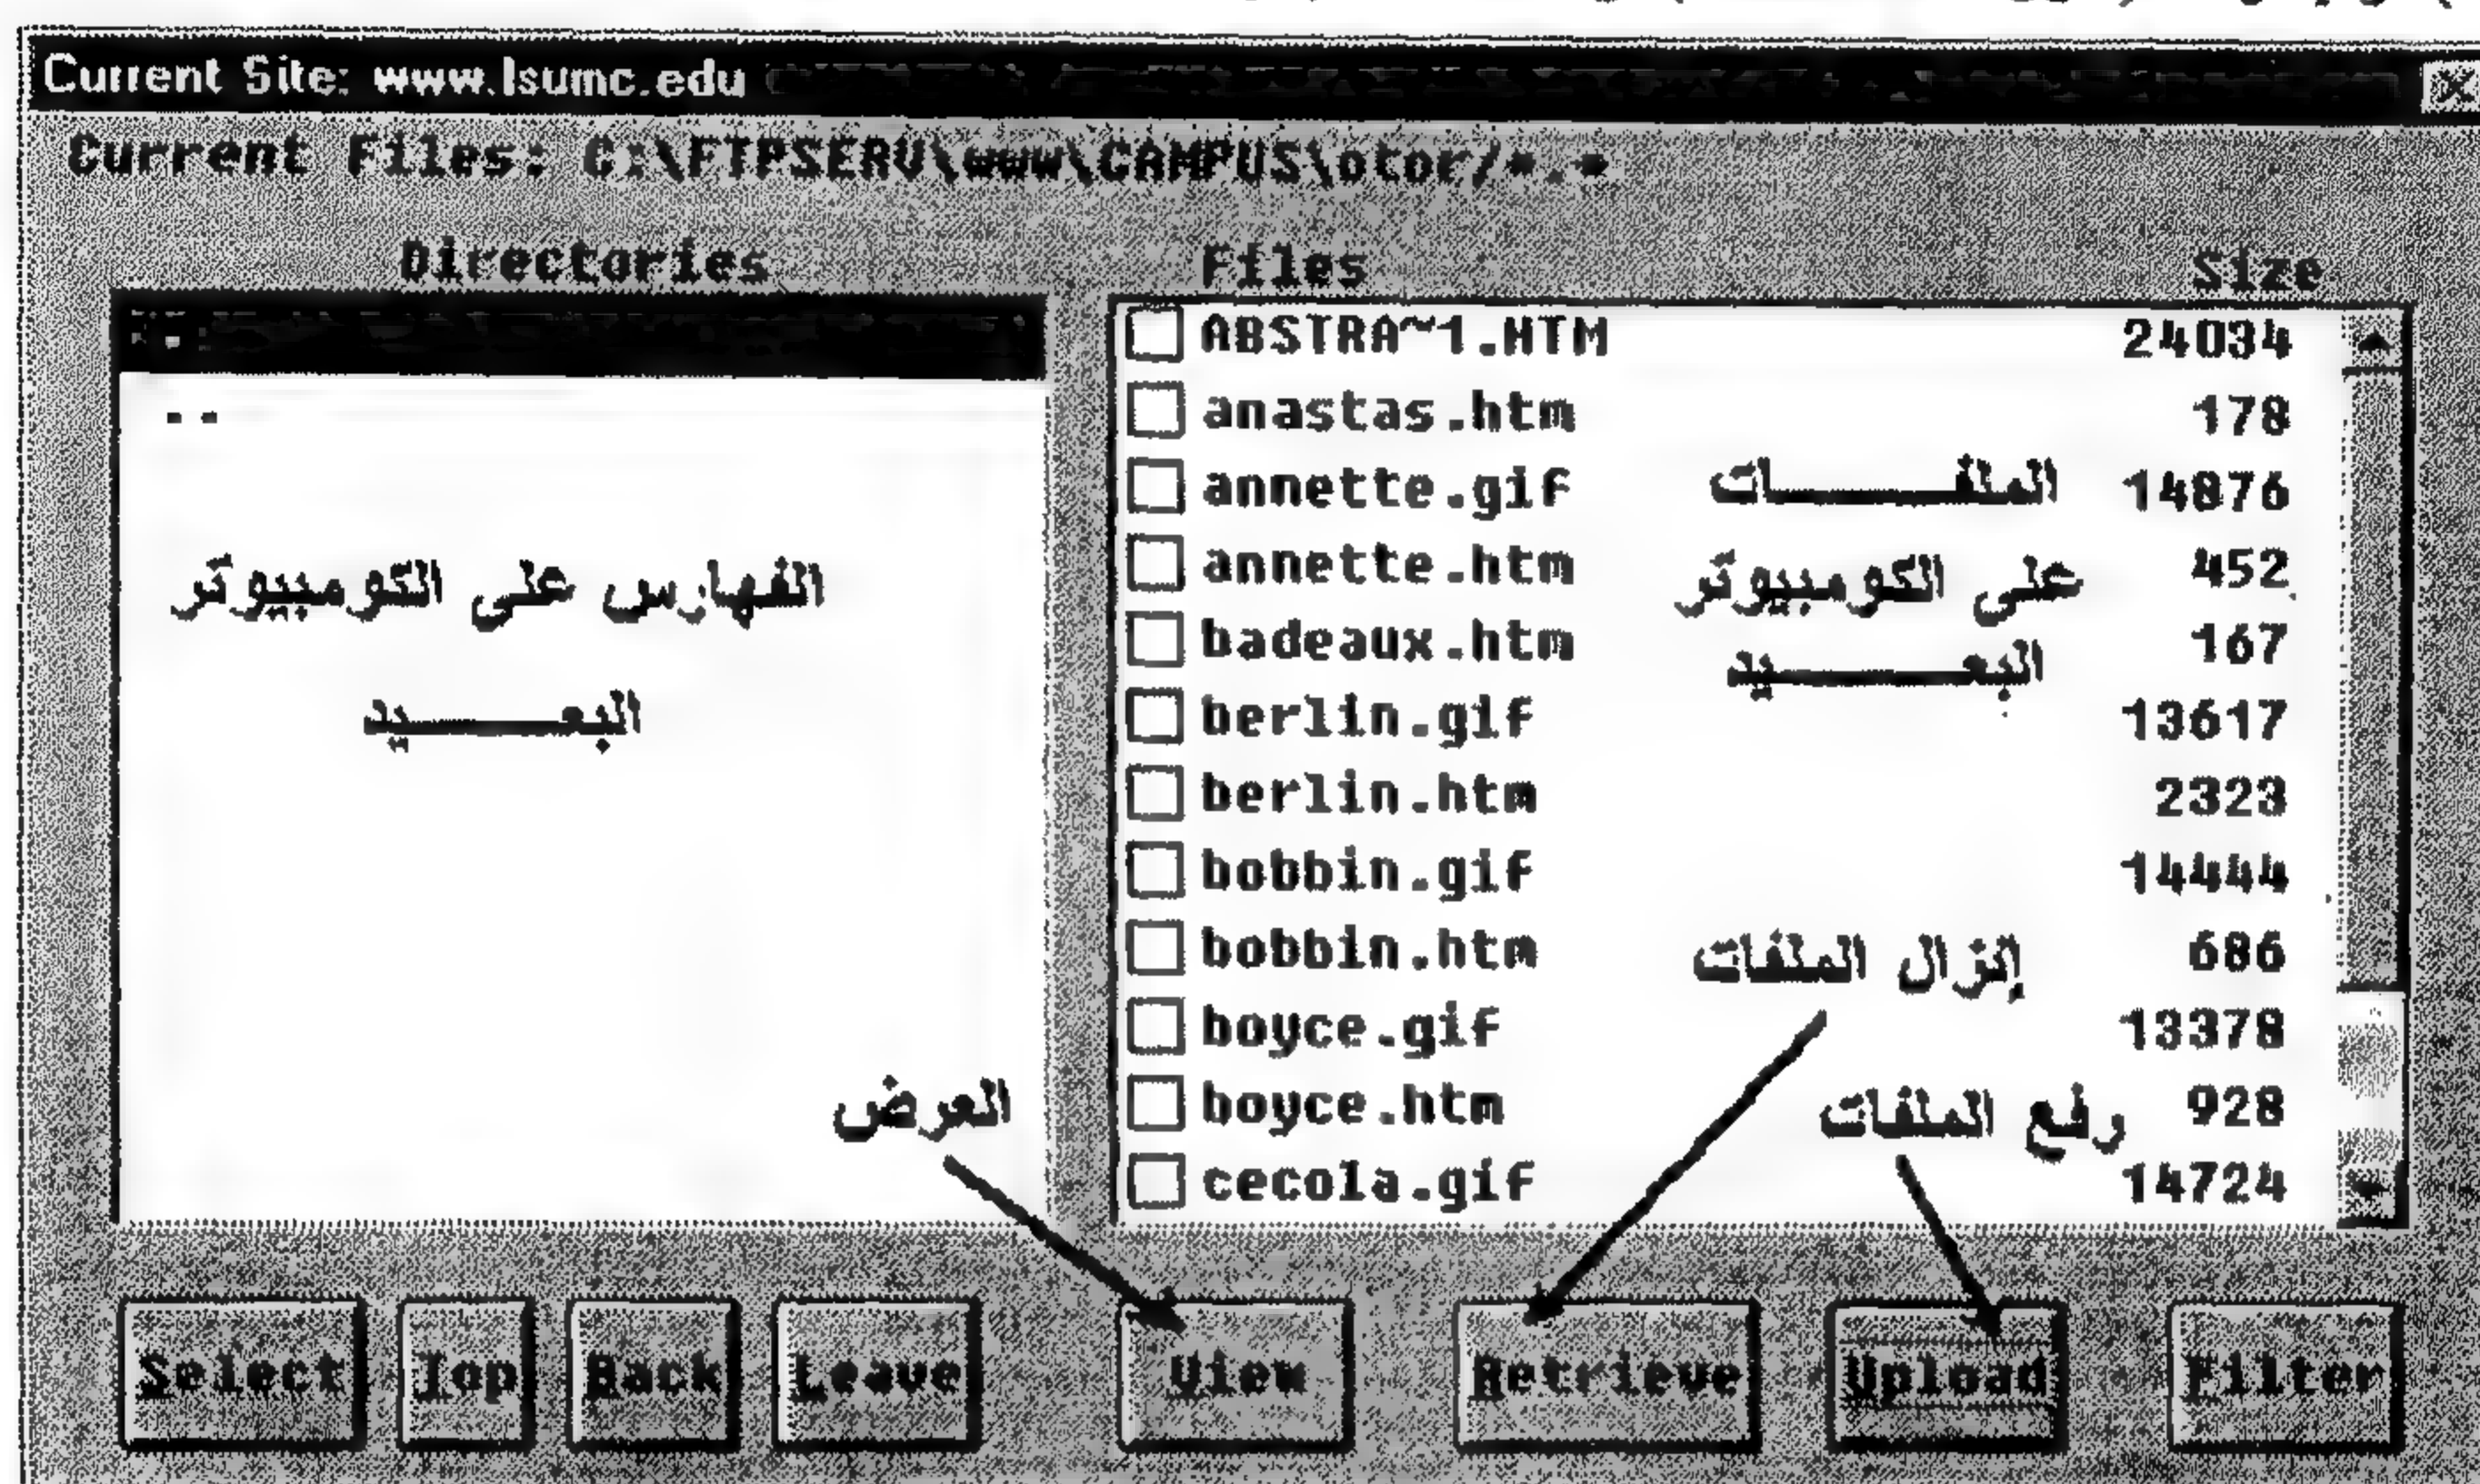 Current Site: www.lsumc.edu
Current Files: C:\FTPSERV\www\CAMPUS\otor/*.*
Directories
Files Size
.
..
الفهارس على الكومبيوتر
البعـــــيد
ABSTRA~1.HTM 24034
anastas.htm 178
annette.gif 14876
annette.htm 452
badeaux.htm 167
berlin.gif 13617
berlin.htm 2323
bobbin.gif 14444
bobbin.htm 686
boyce.gif 13378
boyce.htm 928
cecola.gif 14724
الملفـــــات
على الكومبيوتر
البعـــــيد
إنزال الملفات
رفع الملفات
العرض
Select Top Back Leave View Retrieve Upload Filter